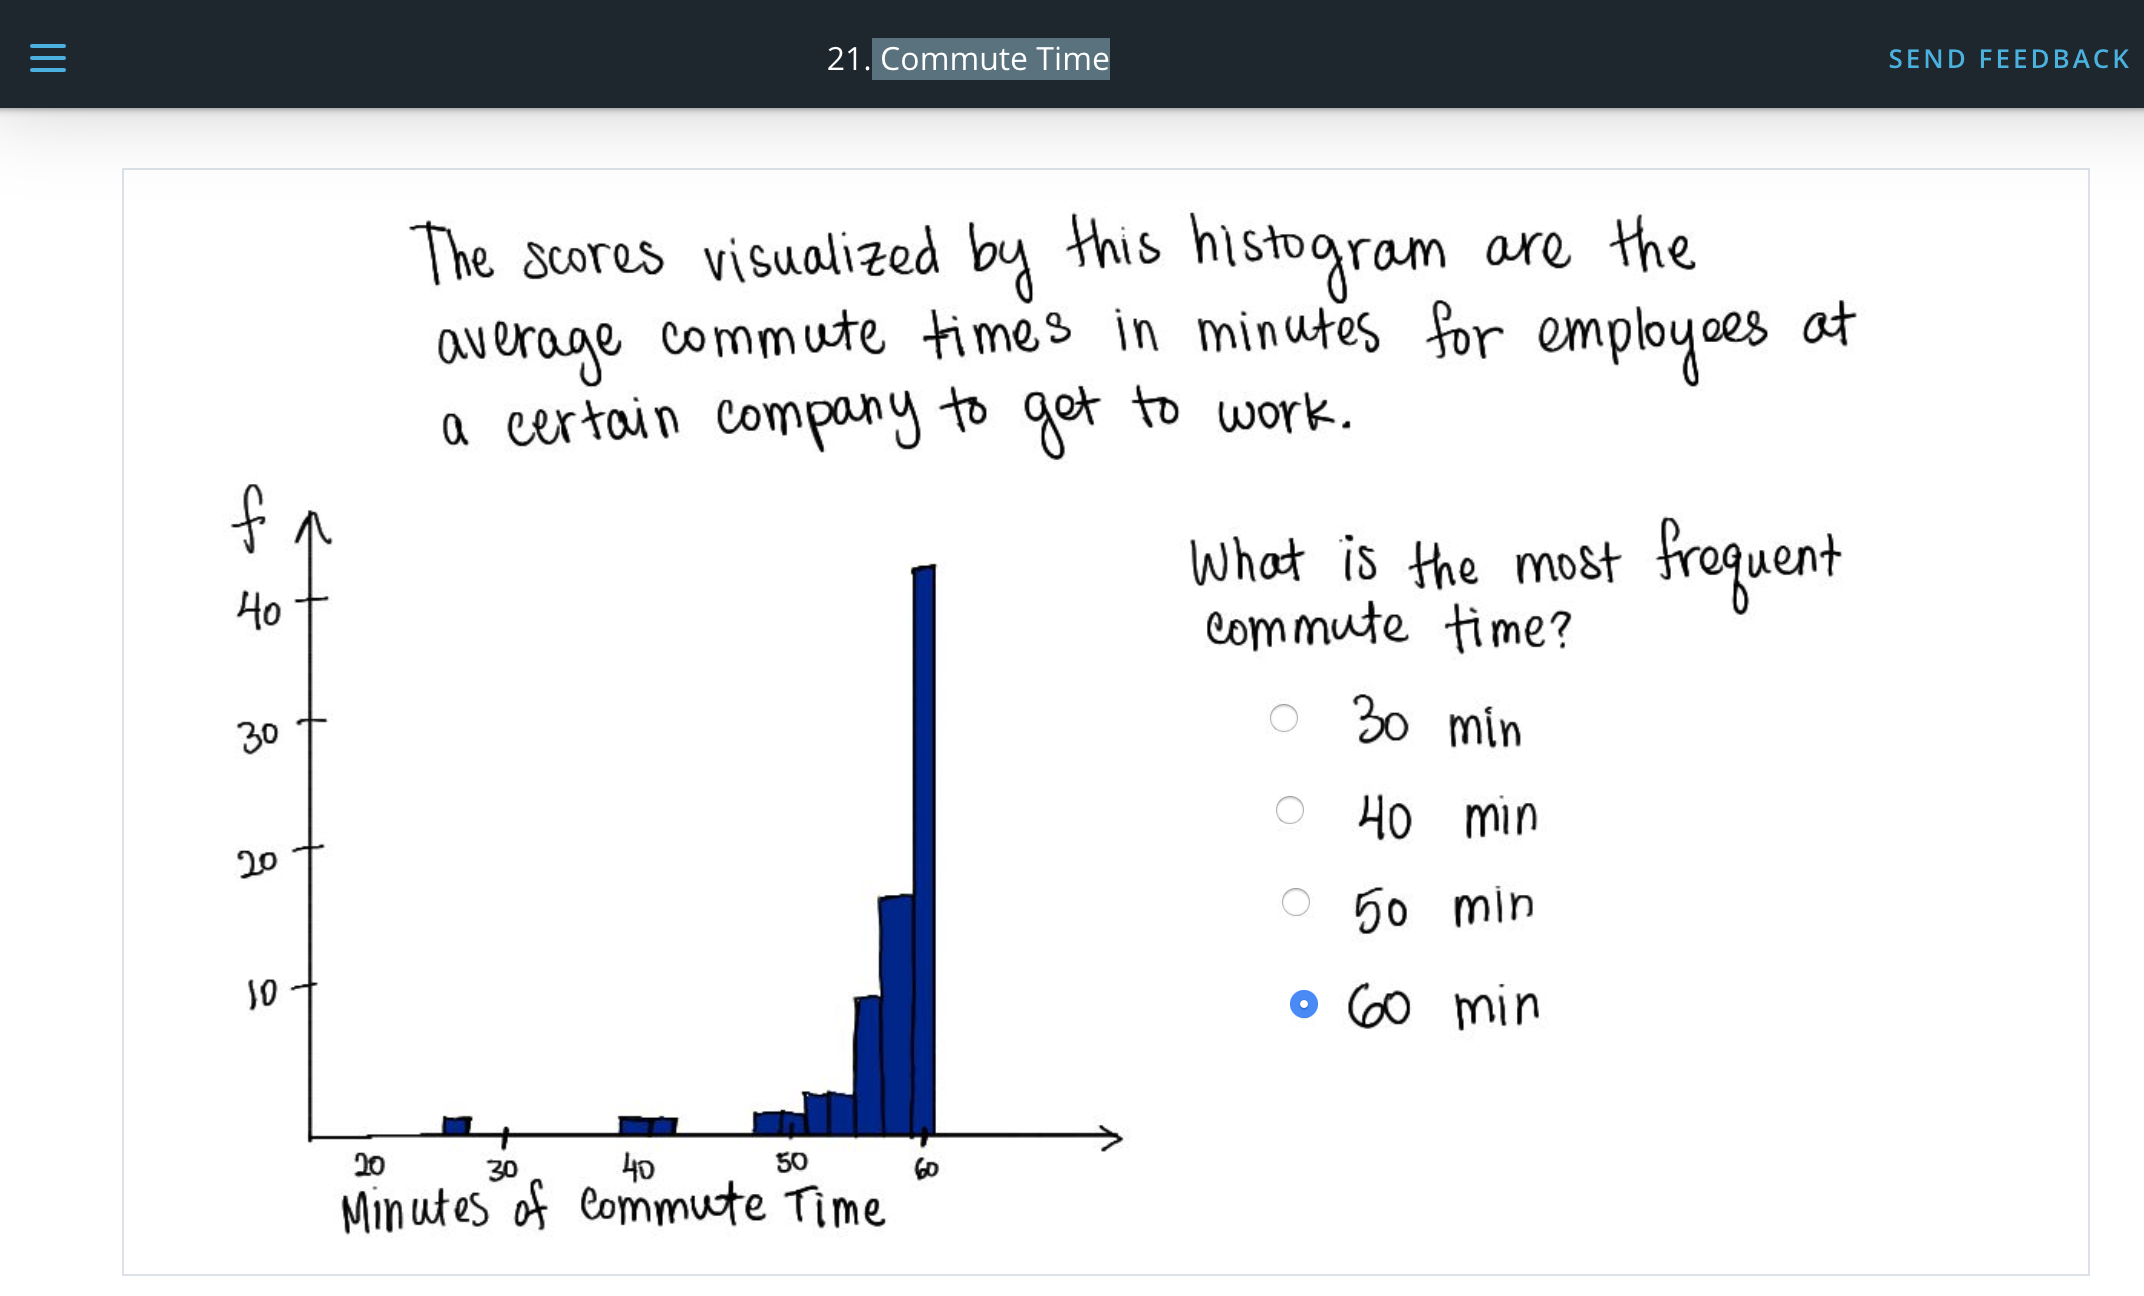 21. Commute Time
SEND FEEDBACK
The scores visualized by this histogram are the
average commute times in minutes for employees at
a certain company to get to work.
f
40
30
20
10
20 30 40 50 60
Minutes of Commute Time
What is the most frequent
commute time?
30 min
40 min
50 min
60 min